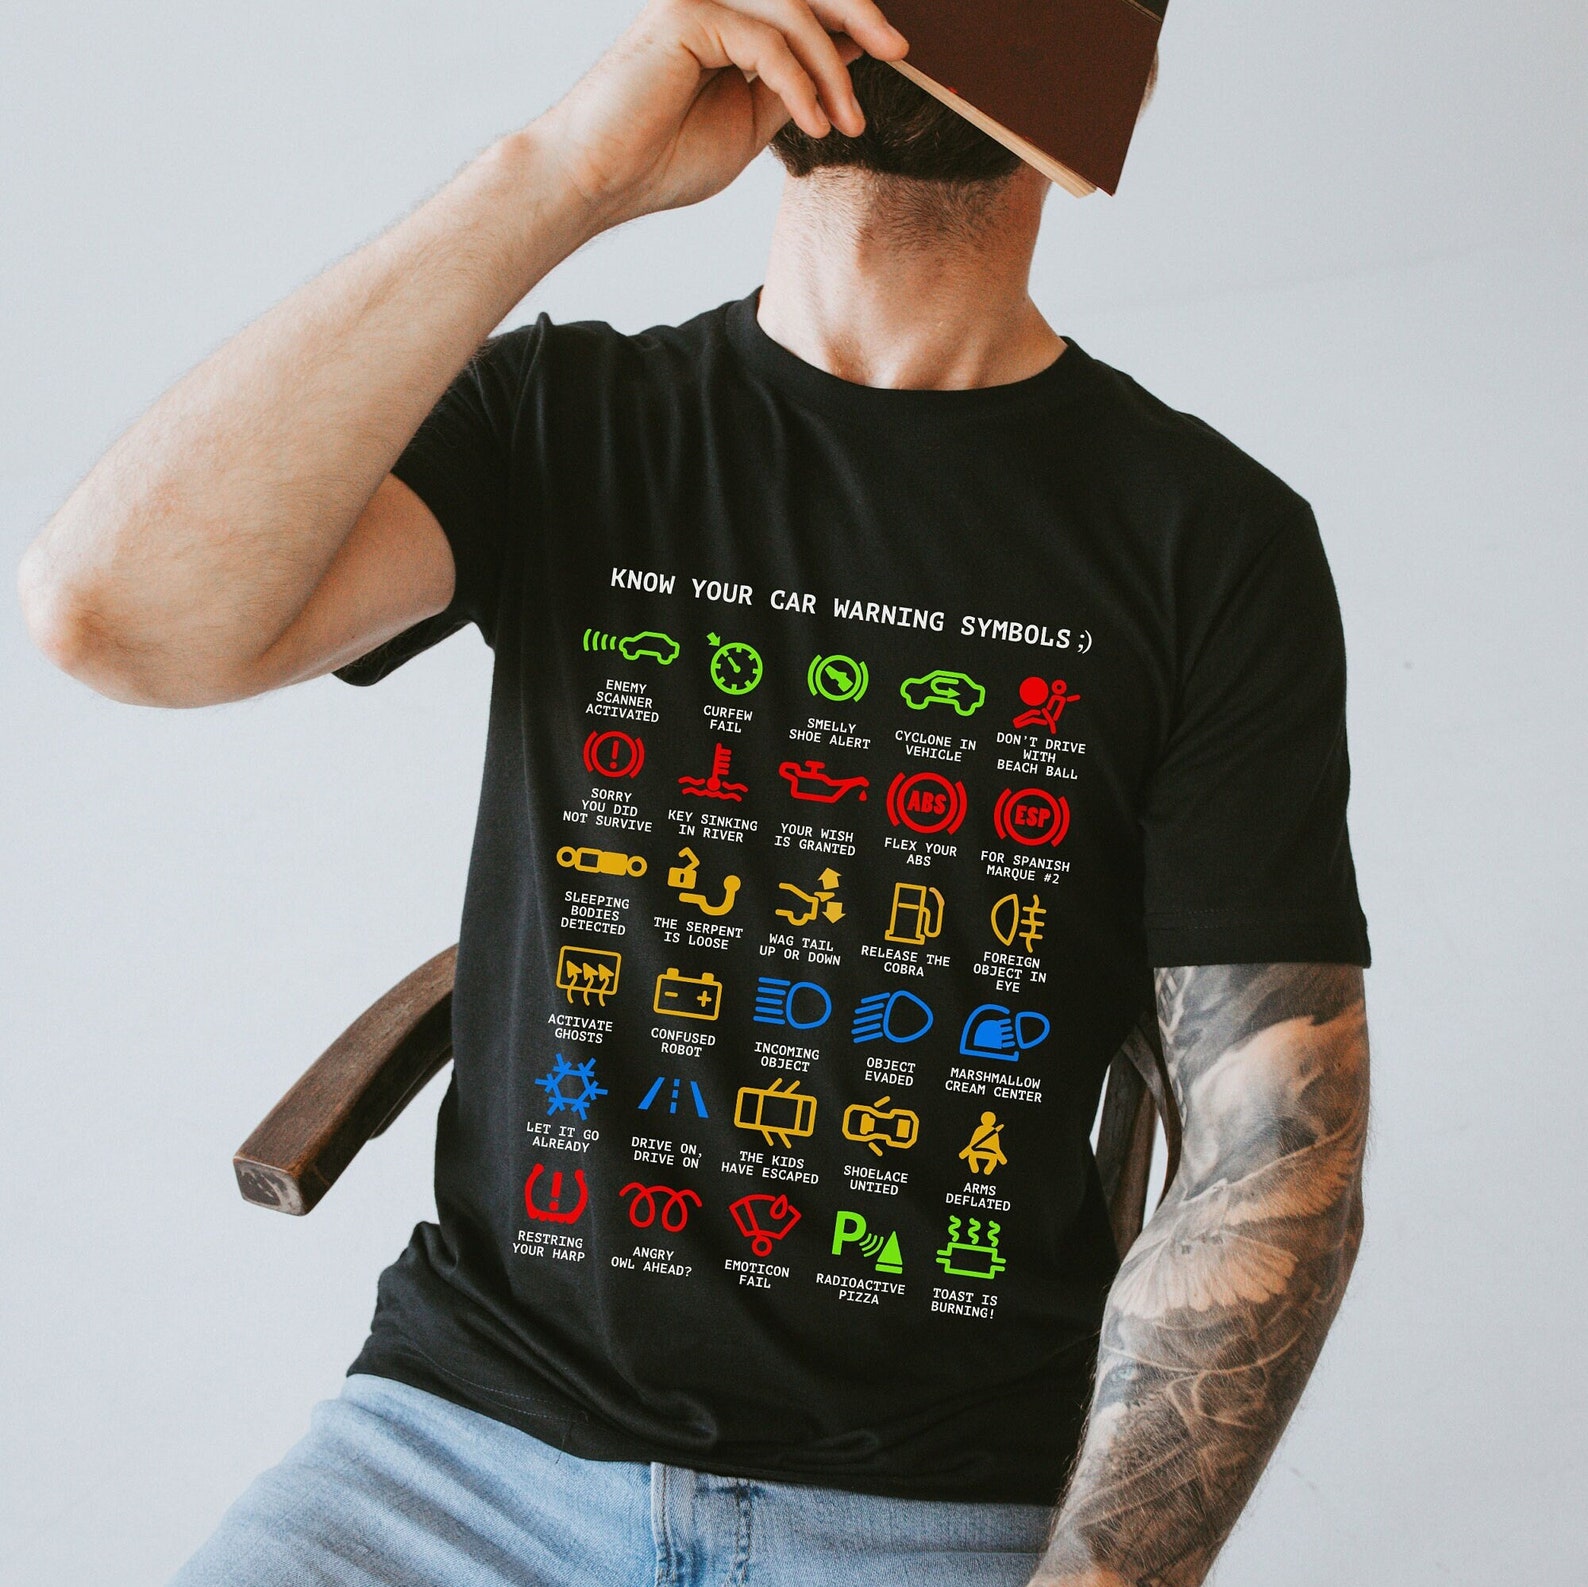 KNOW YOUR CAR WARNING SYMBOLS ;)
ENEMY
SCANNER
ACTIVATED
CURFEW
FAIL
SMELLY
SHOE ALERT
CYCLONE IN
VEHICLE
DON'T DRIVE
WITH
BEACH BALL
!
SORRY
YOU DID
NOT SURVIVE
KEY SINKING
IN RIVER
YOUR WISH
IS GRANTED
ABS
FLEX YOUR
ABS
ESP
FOR SPANISH
MARQUE #2
SLEEPING
BODIES
DETECTED
THE SERPENT
IS LOOSE
WAG TAIL
UP OR DOWN
RELEASE THE
COBRA
FOREIGN
OBJECT IN
EYE
ACTIVATE
GHOSTS
- +
CONFUSED
ROBOT
INCOMING
OBJECT
OBJECT
EVADED
MARSHMALLOW
CREAM CENTER
LET IT GO
ALREADY
DRIVE ON,
DRIVE ON
THE KIDS
HAVE ESCAPED
SHOELACE
UNTIED
ARMS
DEFLATED
!
RESTRING
YOUR HARP
ANGRY
OWL AHEAD?
EMOTICON
FAIL
P
RADIOACTIVE
PIZZA
TOAST IS
BURNING!